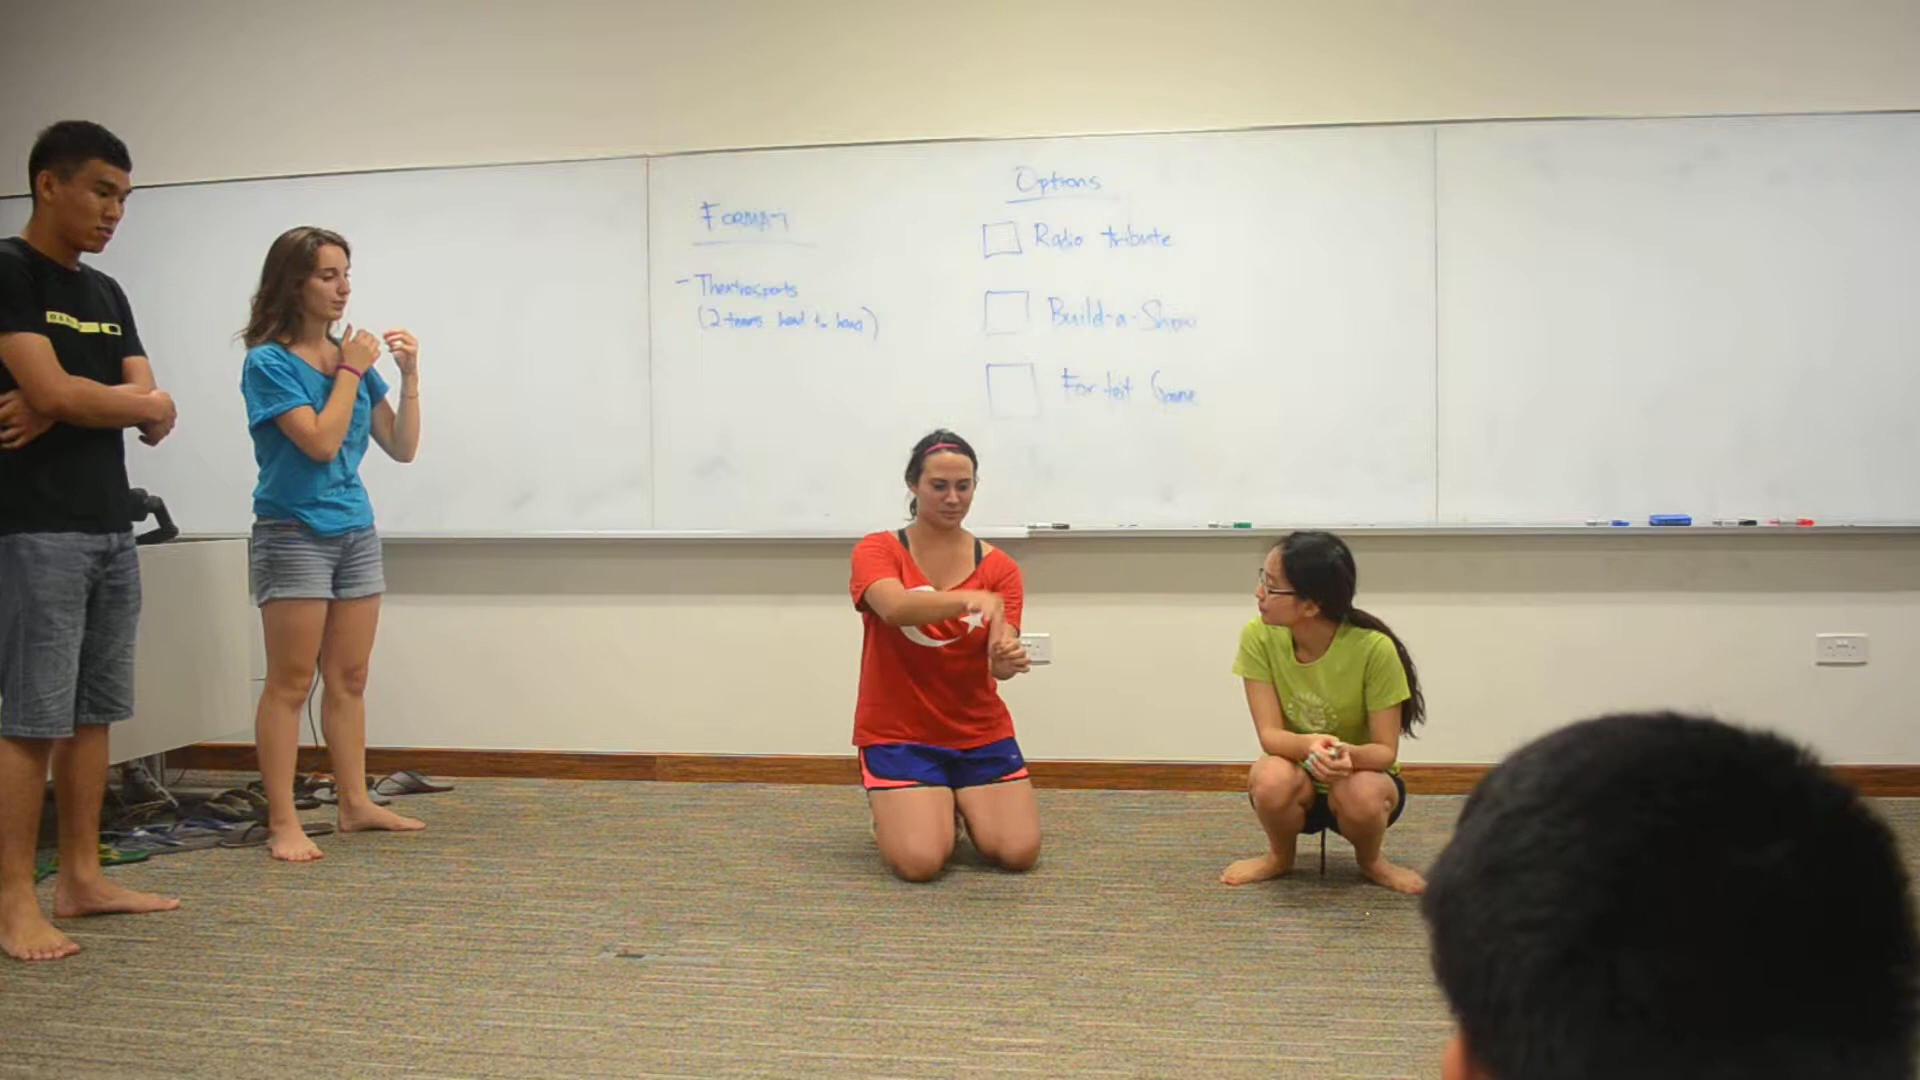 FORMAT
- Theatresports
(2 teams head to head)
Options
Radio tribute
Build-a-Show
Forfeit Game